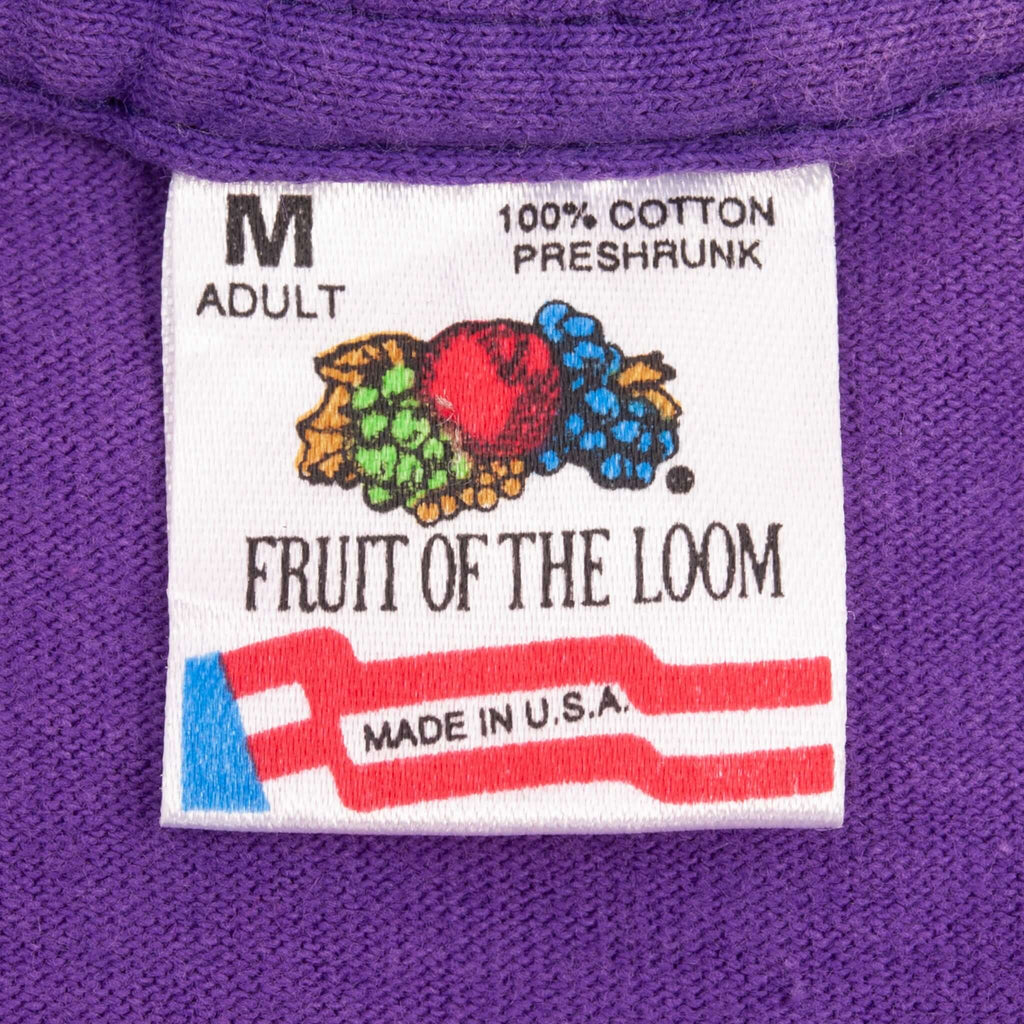 M
ADULT
100% COTTON
PRESHRUNK
FRUIT OF THE LOOM
MADE IN U.S.A.